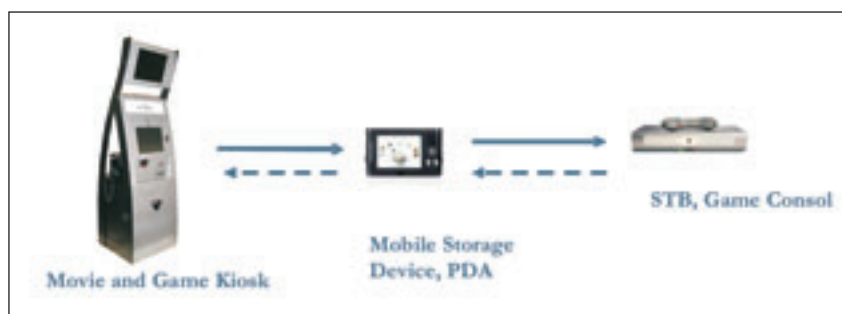 STB, Game Consol
Mobile Storage
Device, PDA
Movie and Game Kiosk